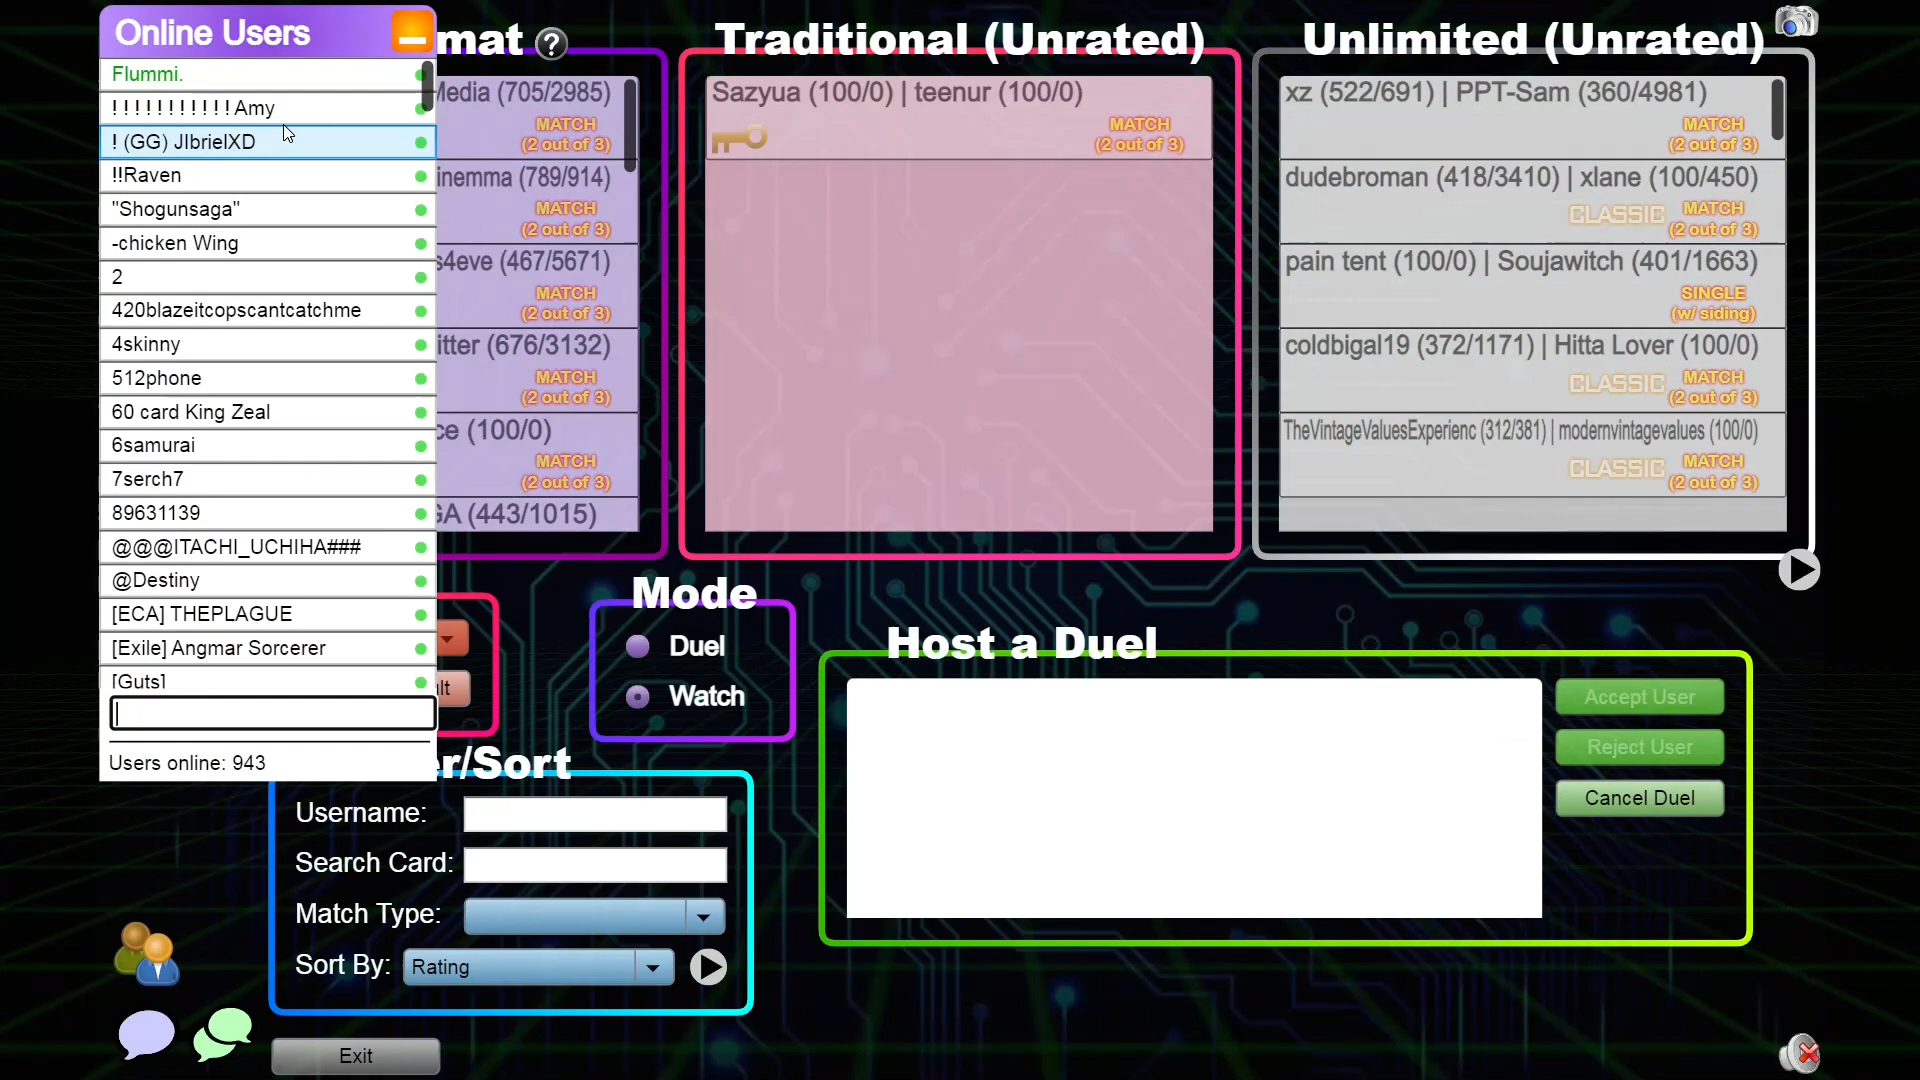 Online Users
Flummi.
! ! ! ! ! ! ! ! ! ! ! Amy
! (GG) JIbrielXD
!!Raven
"Shogunsaga"
-chicken Wing
2
420blazeitcopscantcatchme
4skinny
512phone
60 card King Zeal
6samurai
7serch7
89631139
@@@ITACHI_UCHIHA###
@Destiny
[ECA] THEPLAGUE
[Exile] Angmar Sorcerer
[Guts]
Users online: 943
mat ?
Media (705/2985)
MATCH
(2 out of 3)
inemma (789/914)
MATCH
(2 out of 3)
s4eve (467/5671)
MATCH
(2 out of 3)
itter (676/3132)
MATCH
(2 out of 3)
ce (100/0)
MATCH
(2 out of 3)
GA (443/1015)
Traditional (Unrated)
Sazyua (100/0) | teenur (100/0)
MATCH
(2 out of 3)
Unlimited (Unrated)
xz (522/691) | PPT-Sam (360/4981)
MATCH
(2 out of 3)
dudebroman (418/3410) | xlane (100/450)
CLASSIC MATCH
(2 out of 3)
pain tent (100/0) | Soujawitch (401/1663)
SINGLE
(w/ siding)
coldbigal19 (372/1171) | Hitta Lover (100/0)
CLASSIC MATCH
(2 out of 3)
TheVintageValuesExperienc (312/381) | modernvintagevalues (100/0)
CLASSIC MATCH
(2 out of 3)
ult
Mode
Duel
Watch
Host a Duel
Accept User
Reject User
Cancel Duel
er/Sort
Username:
Search Card:
Match Type:
Sort By: Rating
Exit